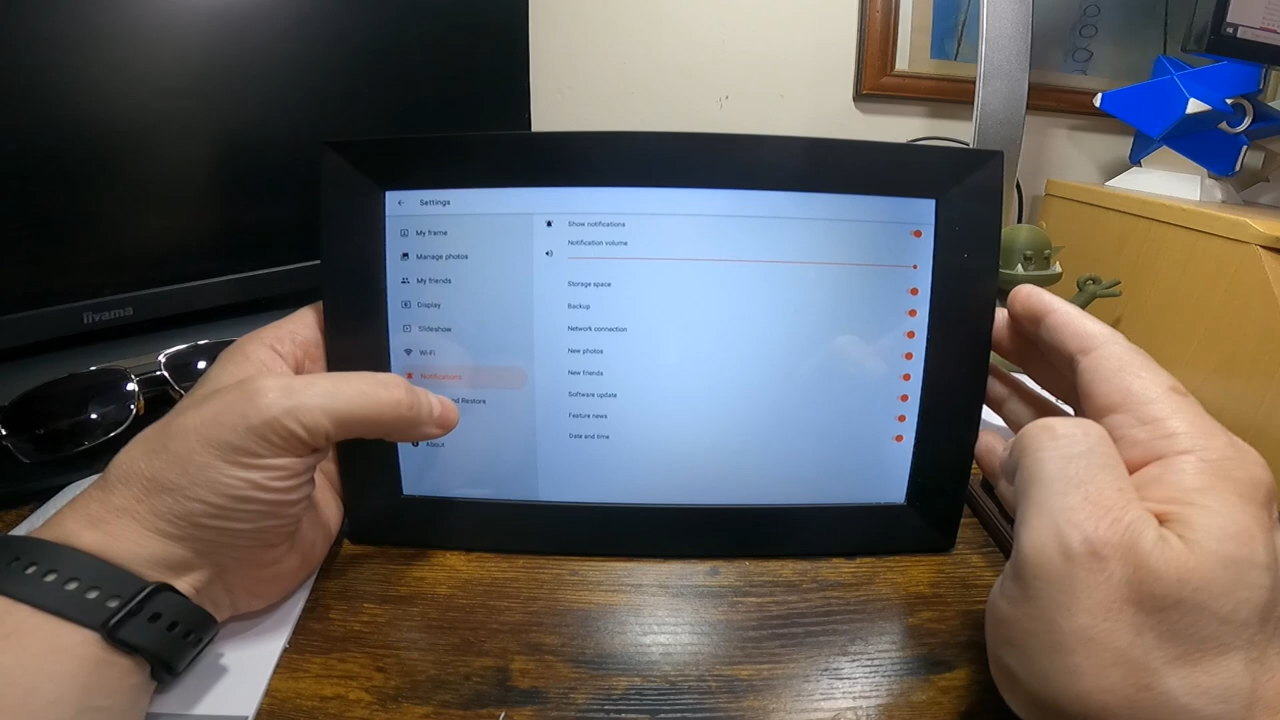 iiyama
Settings
My frame
Manage photos
My friends
Display
Slideshow
Wi-Fi
Notifications
nd Restore
About
Show notifications
Notification volume
Storage space
Backup
Network connection
New photos
New friends
Software update
Feature news
Date and time